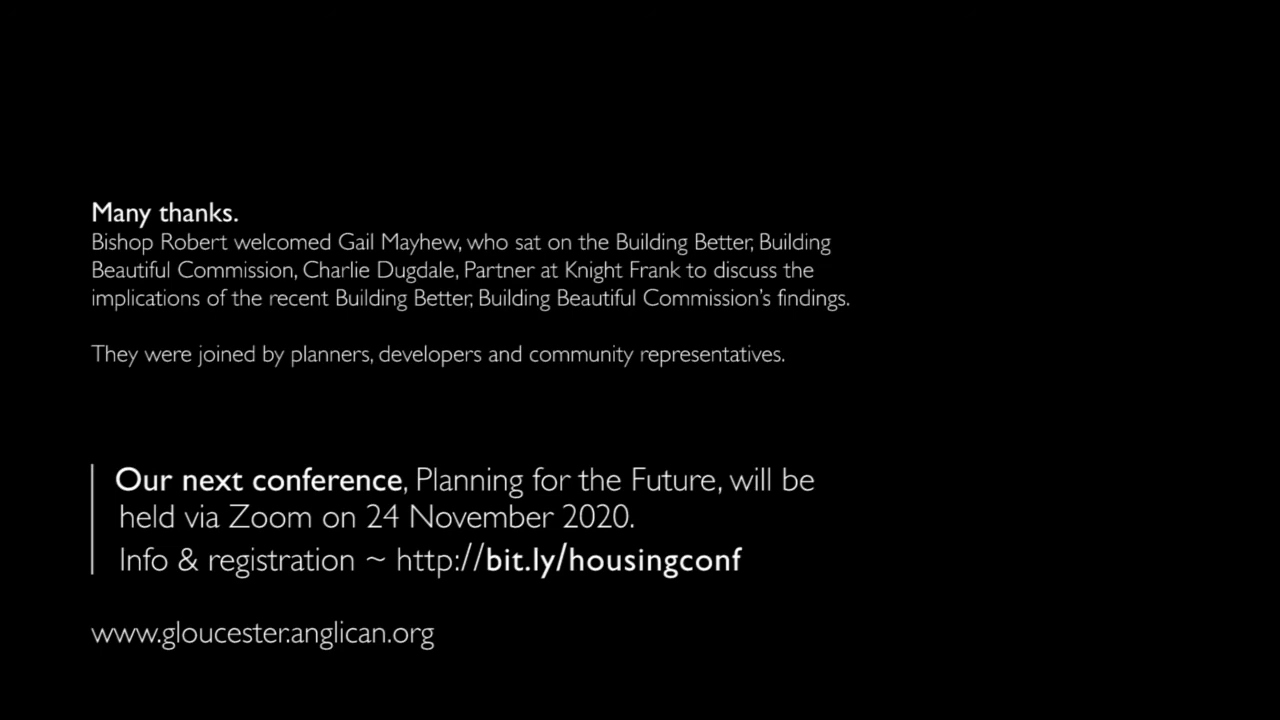 Many thanks.
Bishop Robert welcomed Gail Mayhew, who sat on the Building Better, Building
Beautiful Commission, Charlie Dugdale, Partner at Knight Frank to discuss the
implications of the recent Building Better, Building Beautiful Commission's findings.
They were joined by planners, developers and community representatives.
Our next conference, Planning for the Future, will be
held via Zoom on 24 November 2020.
Info & registration ~ http://bit.ly/housingconf
www.gloucester.anglican.org